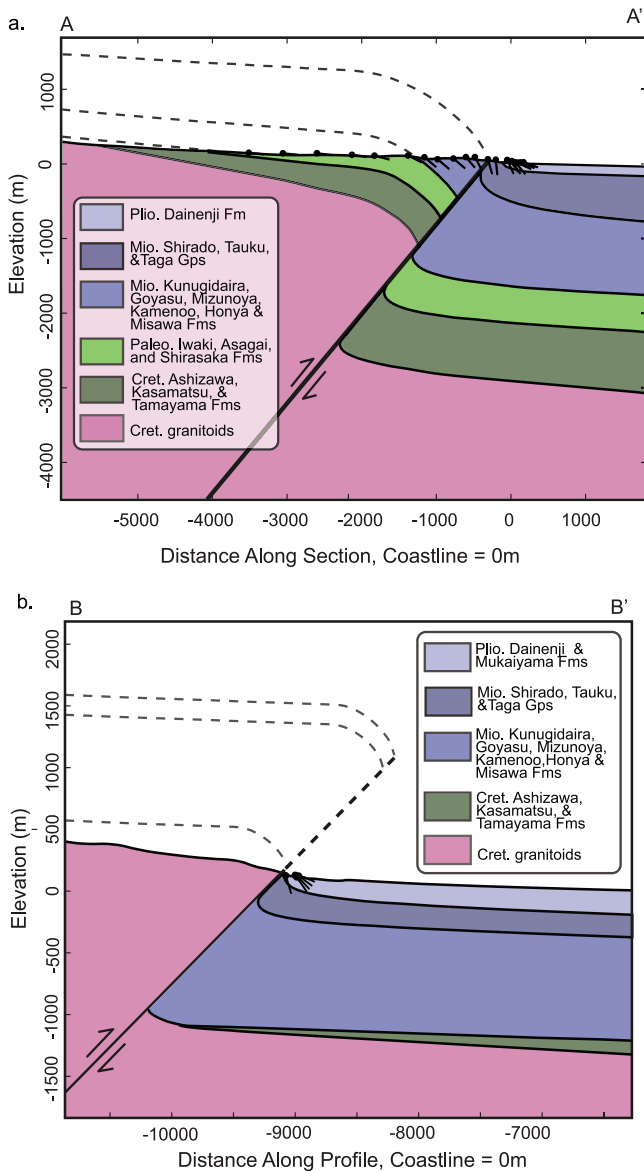 a.
A
A'
1000
0
-1000
-2000
-3000
-4000
Elevation (m)
Plio. Dainenji Fm
Mio. Shirado, Tauku,
&Taga Gps
Mio. Kunugidaira,
Goyasu, Mizunoya,
Kamenoo, Honya &
Misawa Fms
Paleo. Iwaki, Asagai,
and Shirasaka Fms
Cret. Ashizawa,
Kasamatsu, &
Tamayama Fms
Cret. granitoids
-5000 -4000 -3000 -2000 -1000 0 1000
Distance Along Section, Coastline = 0m
b.
B
B'
2000
1500
1000
500
0
-500
-1000
-1500
Elevation (m)
Plio. Dainenji &
Mukaiyama Fms
Mio. Shirado, Tauku,
&Taga Gps
Mio. Kunugidaira,
Goyasu, Mizunoya,
Kamenoo,Honya &
Misawa Fms
Cret. Ashizawa,
Kasamatsu, &
Tamayama Fms
Cret. granitoids
-10000 -9000 -8000 -7000
Distance Along Profile, Coastline = 0m